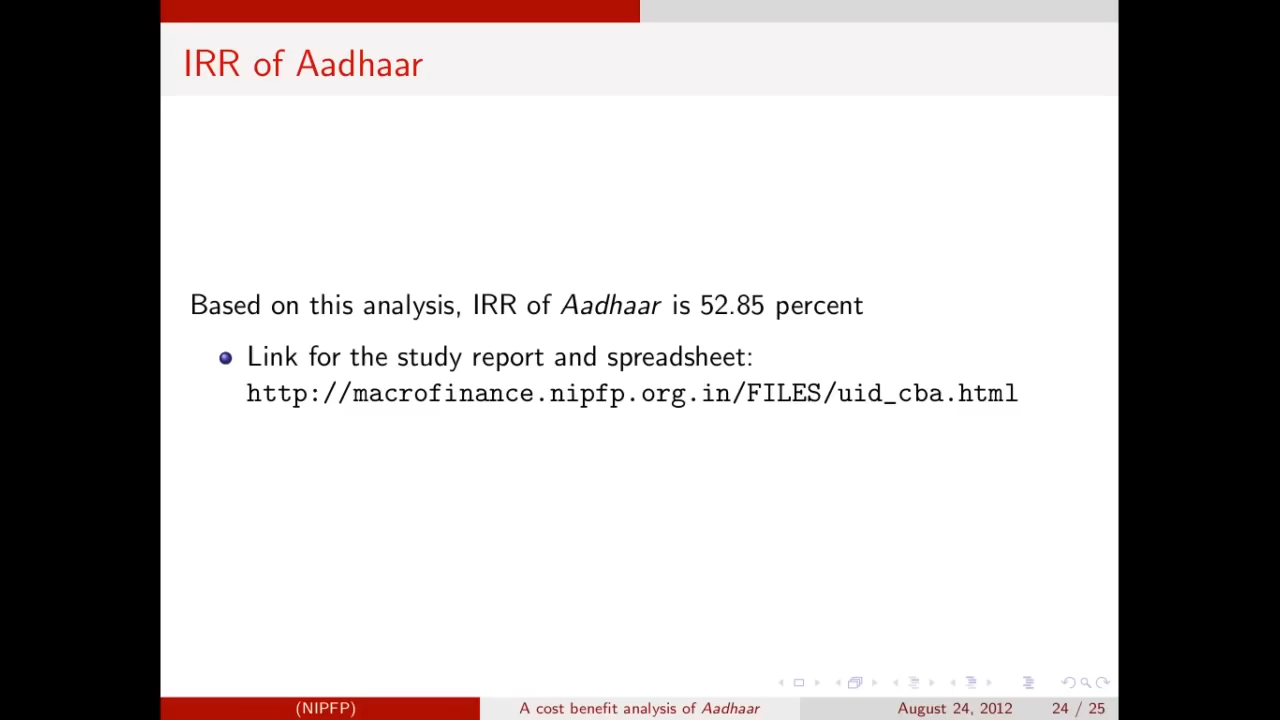 IRR of Aadhaar
Based on this analysis, IRR of Aadhaar is 52.85 percent
Link for the study report and spreadsheet:
http://macrofinance.nipfp.org.in/FILES/uid_cba.html
(NIPFP) A cost benefit analysis of Aadhaar August 24, 2012 24 / 25